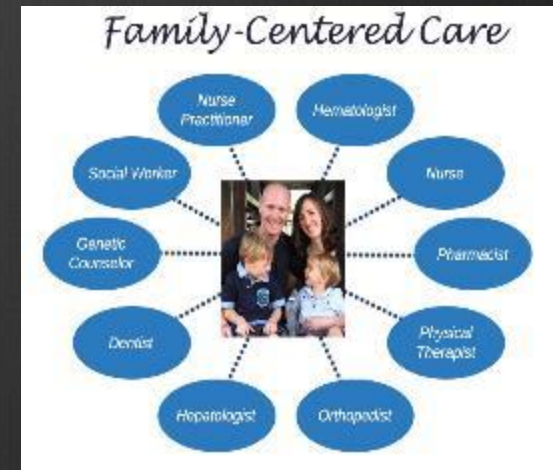 Family-Centered Care
Nurse
Practitioner
Hematologist
Social Worker
Nurse
Genetic
Counselor
Pharmacist
Dentist
Physical
Therapist
Hepatologist
Orthopedist